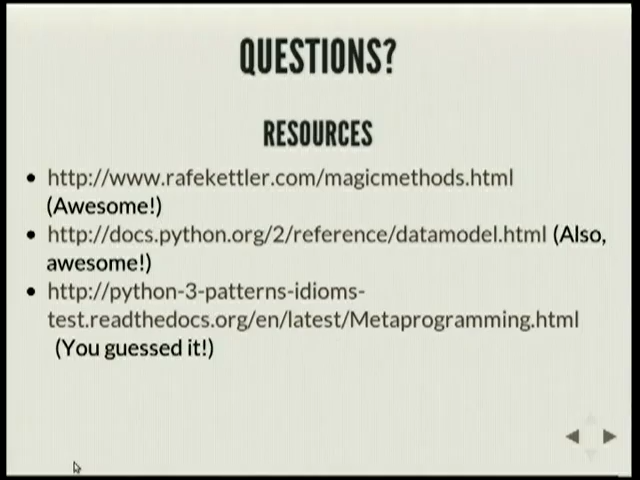 QUESTIONS?
RESOURCES
http://www.rafekettler.com/magicmethods.html
(Awesome!)
http://docs.python.org/2/reference/datamodel.html (Also,
awesome!)
http://python-3-patterns-idioms-
test.readthedocs.org/en/latest/Metaprogramming.html
(You guessed it!)